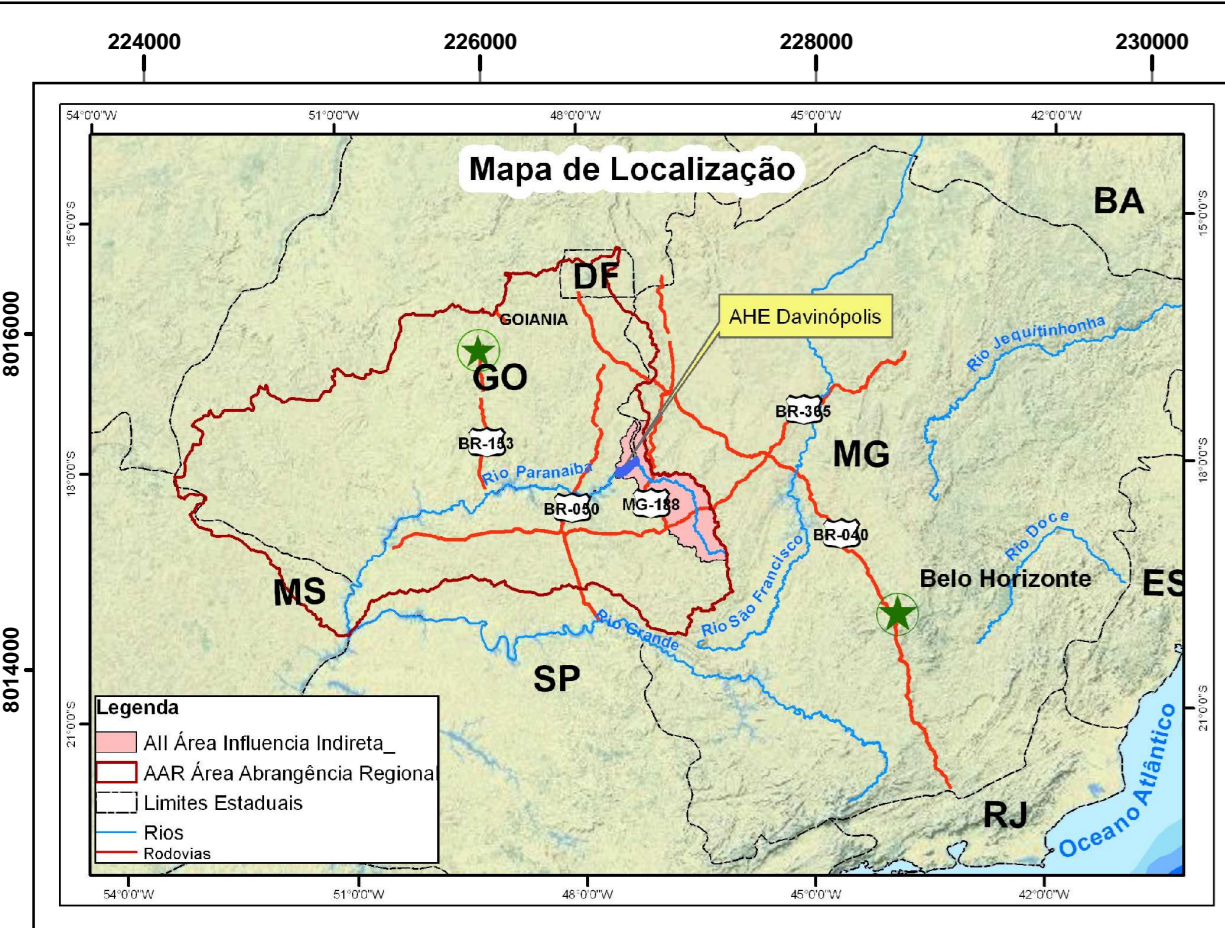 224000
226000
228000
230000
54°0'0"W
51°0'0"W
48°0'0"W
45°0'0"W
42°0'0"W
Mapa de Localização
BA
15°0'0"S
15°0'0"S
DF
8016000
GOIANIA
AHE Davinópolis
Rio Jequitinhonha
GO
BR-365
BR-153
MG
18°0'0"S
18°0'0"S
Rio Paranaiba
BR-050
MG-188
BR-040
Rio Doce
Rio São Francisco
Belo Horizonte
MS
ES
Rio Grande
8014000
SP
Legenda
21°0'0"S
21°0'0"S
AII Área Influencia Indireta_
AAR Área Abrangência Regional
Limites Estaduais
Rios
Rodovias
RJ
Oceano Atlântico
54°0'0"W
51°0'0"W
48°0'0"W
45°0'0"W
42°0'0"W